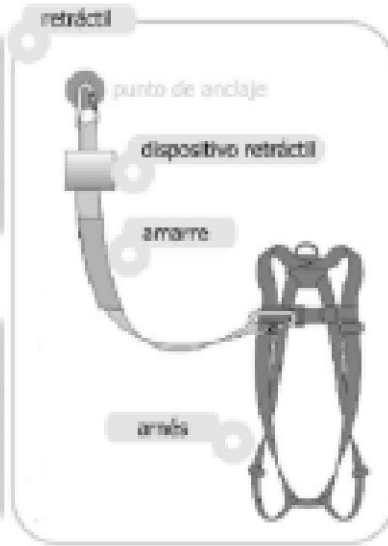 retráctil
punto de anclaje
dispositivo retráctil
amarre
arnés